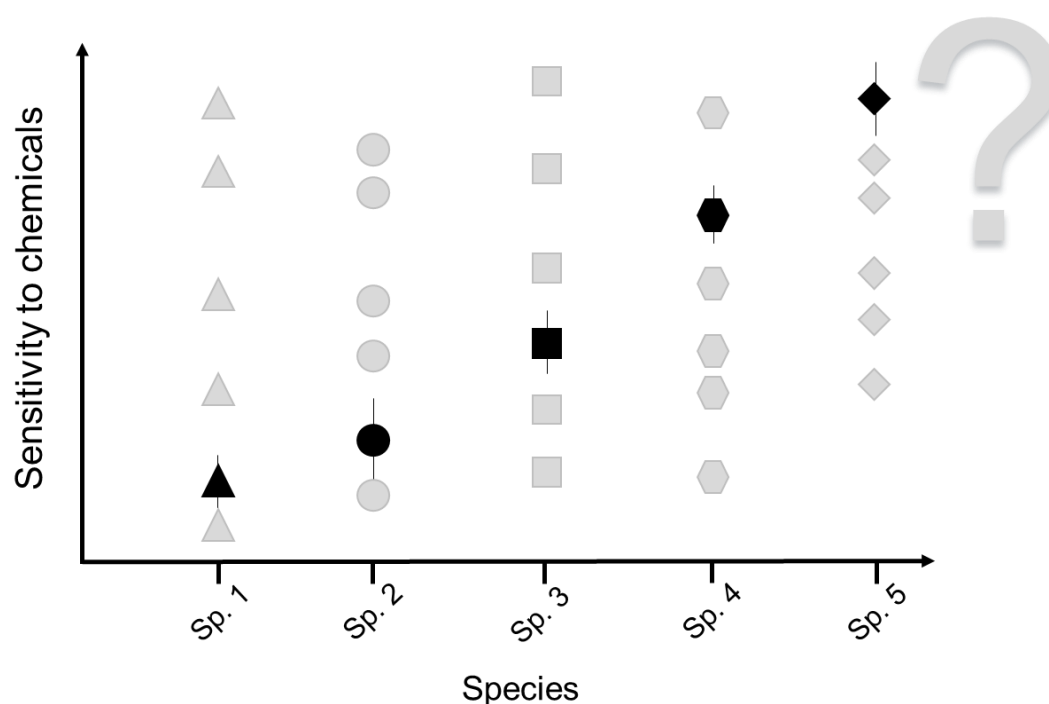 ?
Sensitivity to chemicals
Sp. 1
Sp. 2
Sp. 3
Sp. 4
Sp. 5
Species